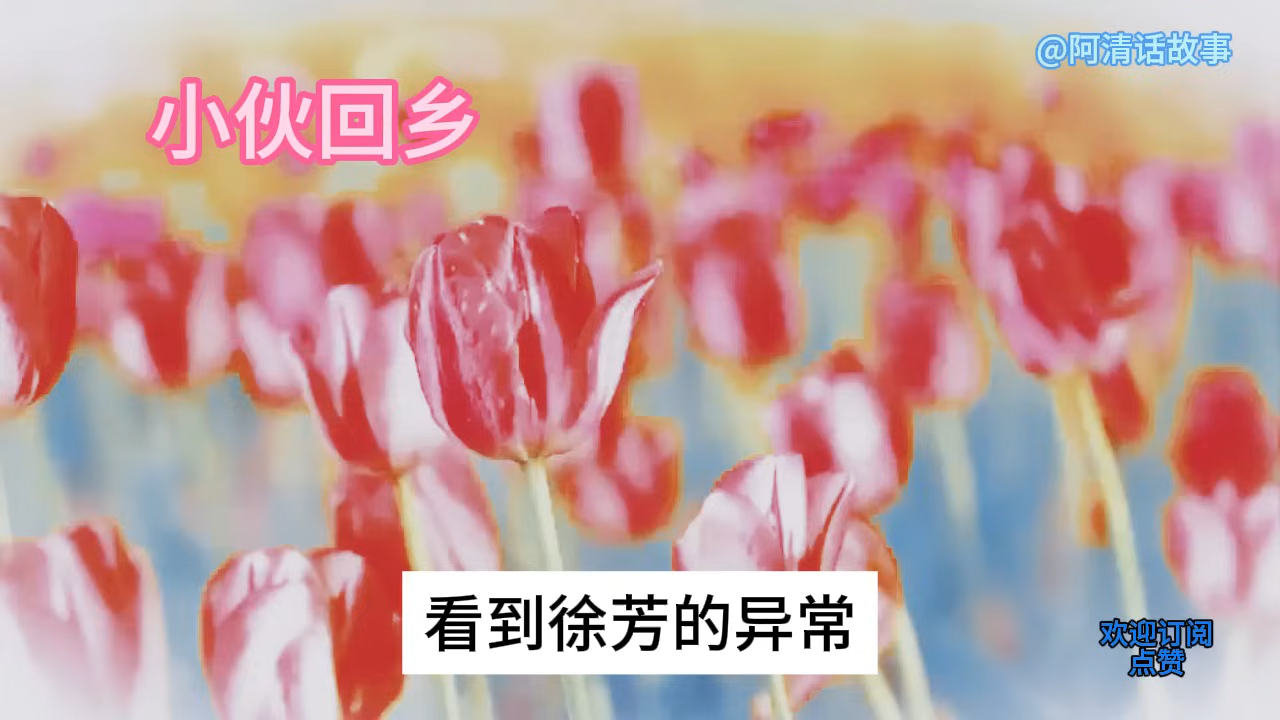 @阿清话故事
小伙回乡
看到徐芳的异常
欢迎订阅
点赞